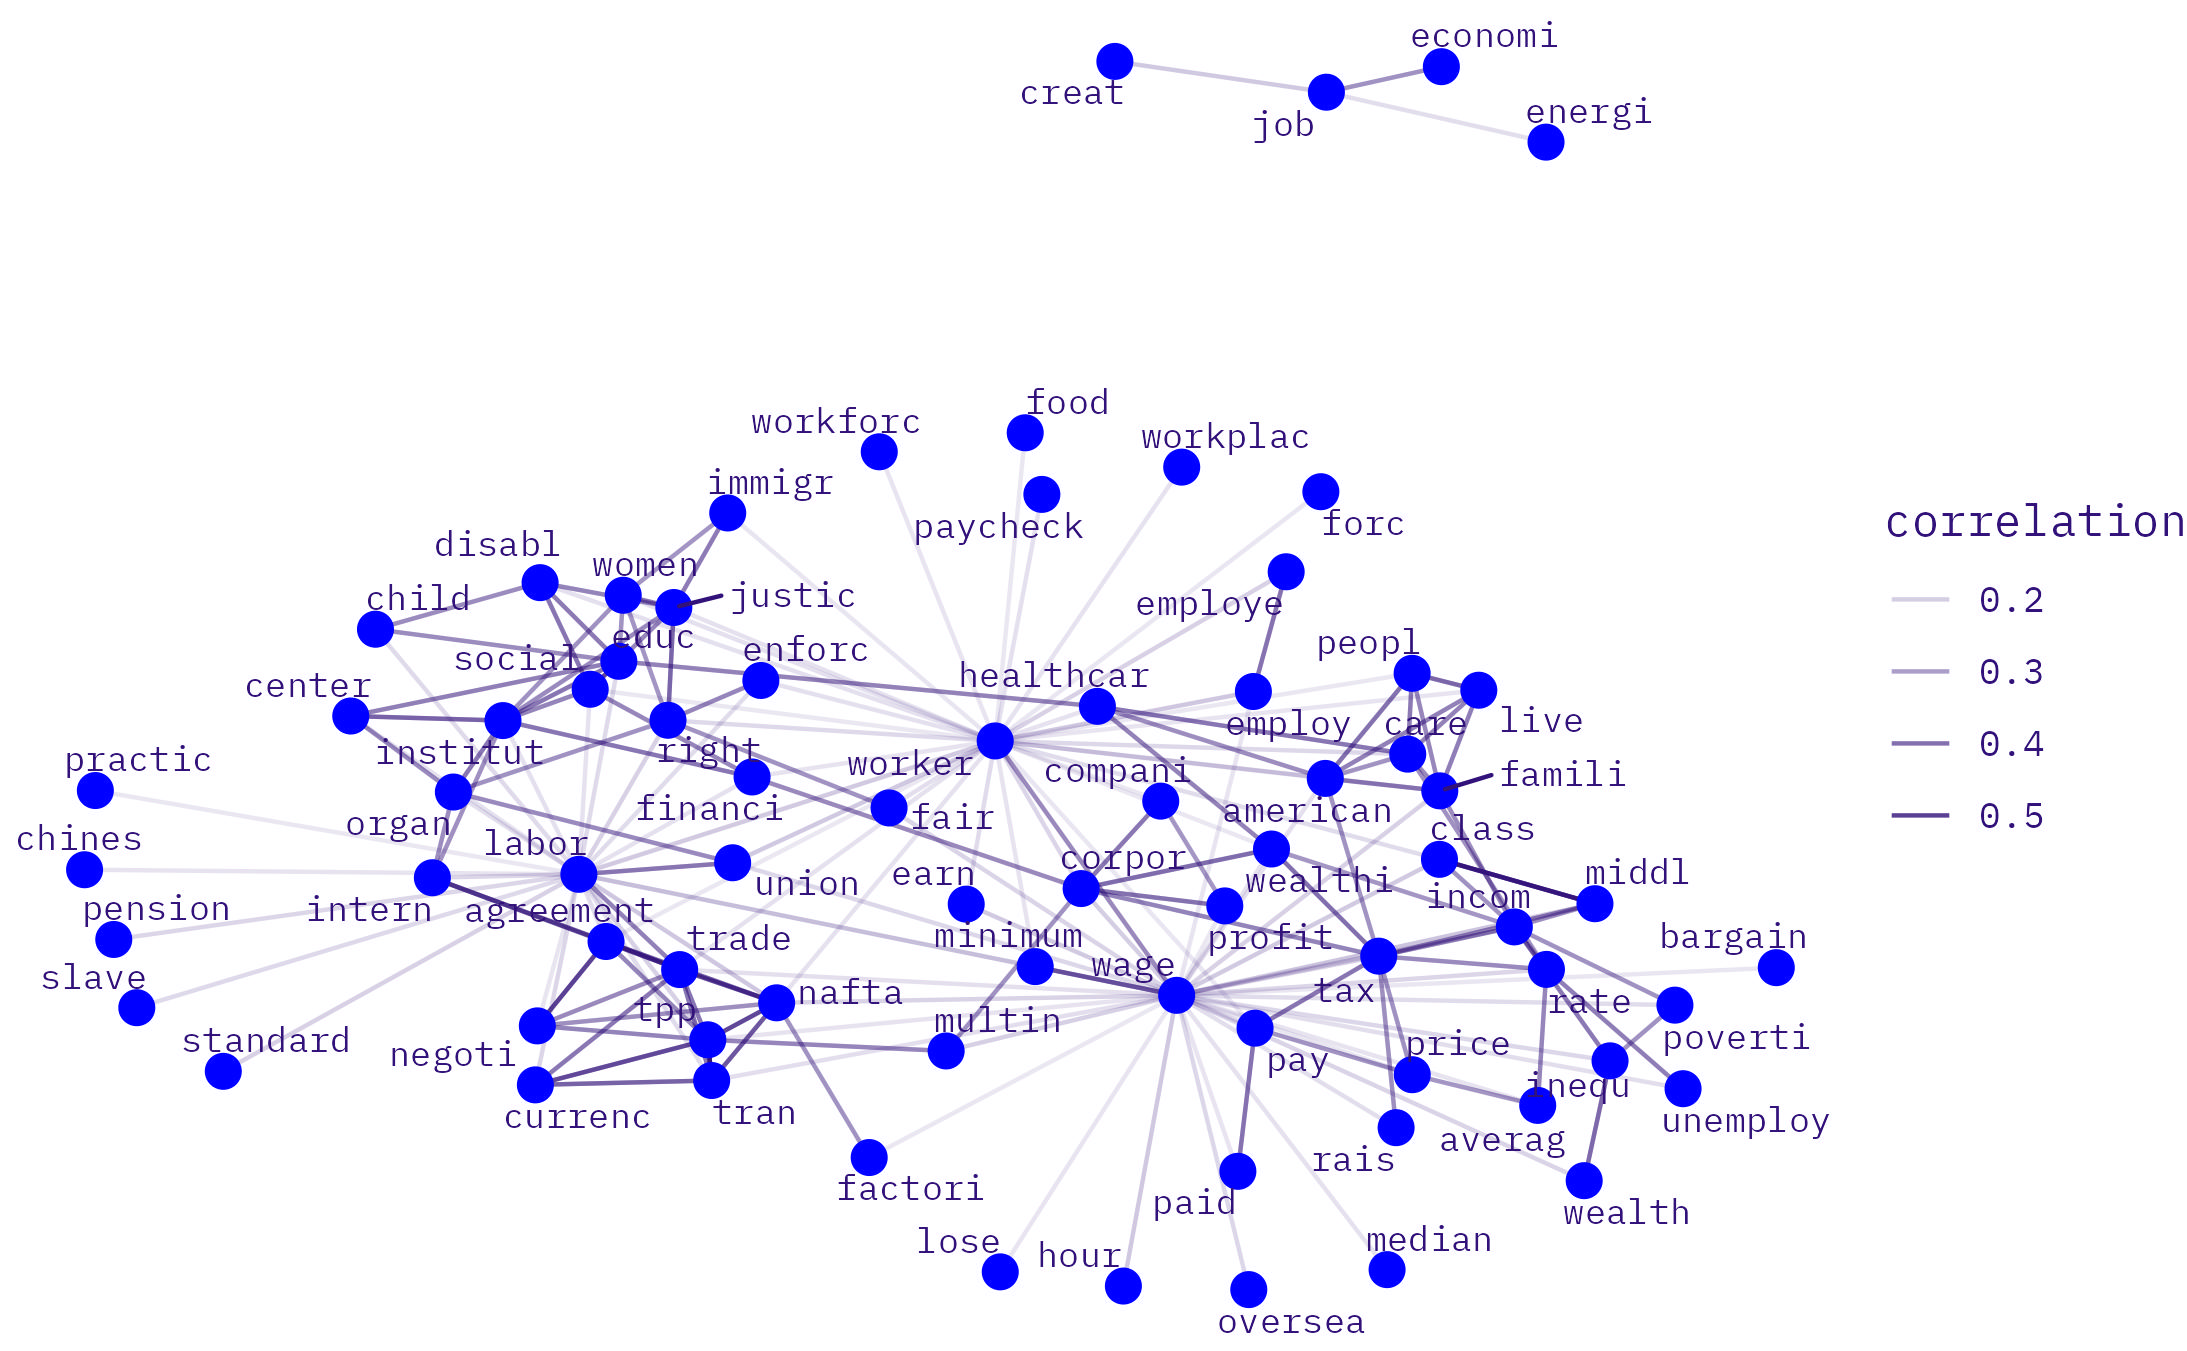 economi
creat
energi
job
food
workforc
workplac
immigr
paycheck
forc
disabl
women
child
justic
employe
educ
peopl
enforc
social
healthcar
center
employ
care
live
institut
right
practic
worker
compani
famili
financi
american
organ
fair
chines
labor
class
corpor
earn
middl
union
wealthi
pension
intern
agreement
incom
minimum
trade
profit
bargain
slave
wage
nafta
tax
rate
tpp
multin
standard
negoti
pay
price
poverti
inequ
currenc
tran
unemploy
averag
rais
factori
paid
wealth
lose
hour
median
oversea
correlation
0.2
0.3
0.4
0.5